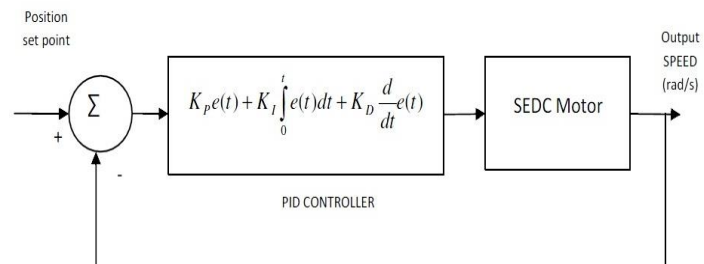 Position
set point
Output
SPEED
(rad/s)
Σ
K_P e(t) + K_I ∫_0^t e(t)dt + K_D d/dt e(t)
SEDC Motor
+
-
PID CONTROLLER